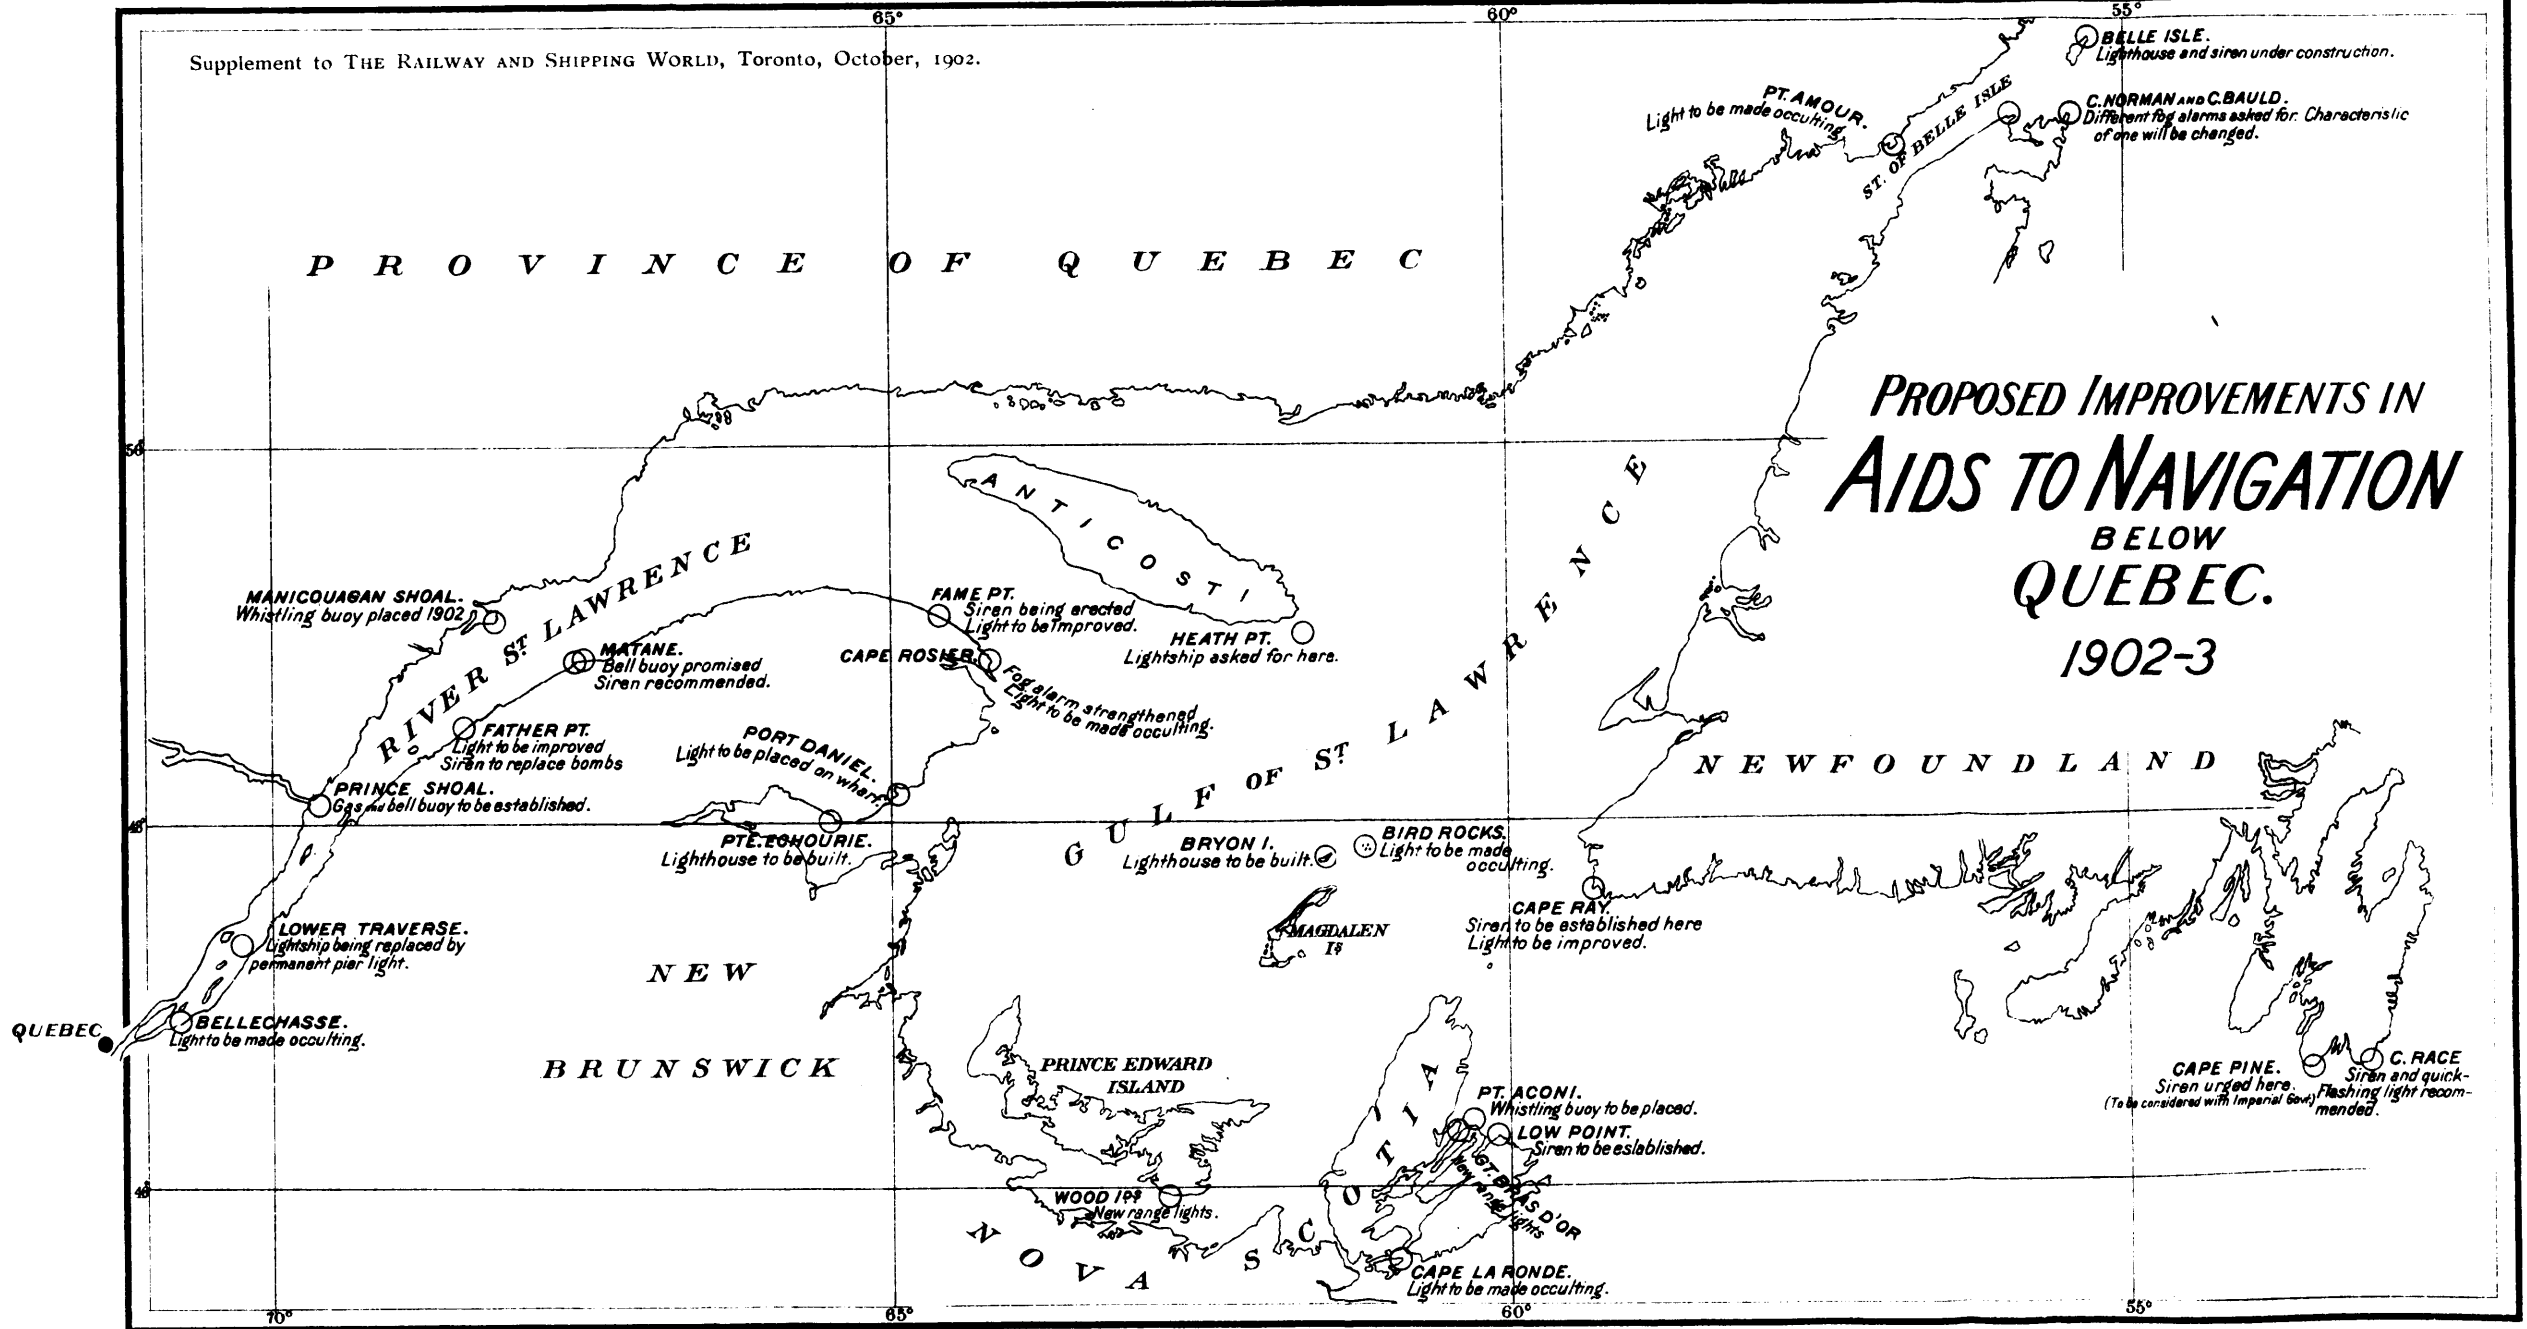 65°
60°
55°
Supplement to THE RAILWAY AND SHIPPING WORLD, Toronto, October, 1902.
BELLE ISLE.
Lighthouse and siren under construction.
PT. AMOUR.
Light to be made occulting
ST. OF BELLE ISLE
C. NORMAN AND C. BAULD.
Different fog alarms asked for. Characteristic
of one will be changed.
PROVINCE OF QUEBEC
PROPOSED IMPROVEMENTS IN
AIDS TO NAVIGATION
BELOW
QUEBEC.
1902-3
50°
ANTICOSTI
RIVER ST LAWRENCE
GULF OF ST LAWRENCE
MANICOUAGAN SHOAL.
Whistling buoy placed 1902
FAME PT.
Siren being erected
Light to be improved.
HEATH PT.
Lightship asked for here.
MATANE.
Bell buoy promised
Siren recommended.
CAPE ROSIER
Fog alarm strengthened
Light to be made occulting.
FATHER PT.
Light to be improved
Siren to replace bombs
PORT DANIEL.
Light to be placed on wharf.
NEWFOUNDLAND
PRINCE SHOAL.
Gas and bell buoy to be established.
48°
PTE. ECHOURIE.
Lighthouse to be built.
BRYON I.
Lighthouse to be built.
BIRD ROCKS.
Light to be made
occulting.
CAPE RAY.
Siren to be established here
Light to be improved.
LOWER TRAVERSE.
Lightship being replaced by
permanent pier light.
MAGDALEN
IS
NEW
BRUNSWICK
QUEBEC
BELLECHASSE.
Light to be made occulting.
PRINCE EDWARD
ISLAND
CAPE PINE.
Siren urged here.
(To be considered with Imperial Govt.)
C. RACE
Siren and quick-
Flashing light recom-
mended.
PT. ACONI.
Whistling buoy to be placed.
LOW POINT.
Siren to be eslablished.
GT. BRAS D'OR
New range lights
46°
WOOD IDS
New range lights.
NOVA SCOTIA
CAPE LA RONDE.
Light to be made occulting.
70°
65°
60°
55°